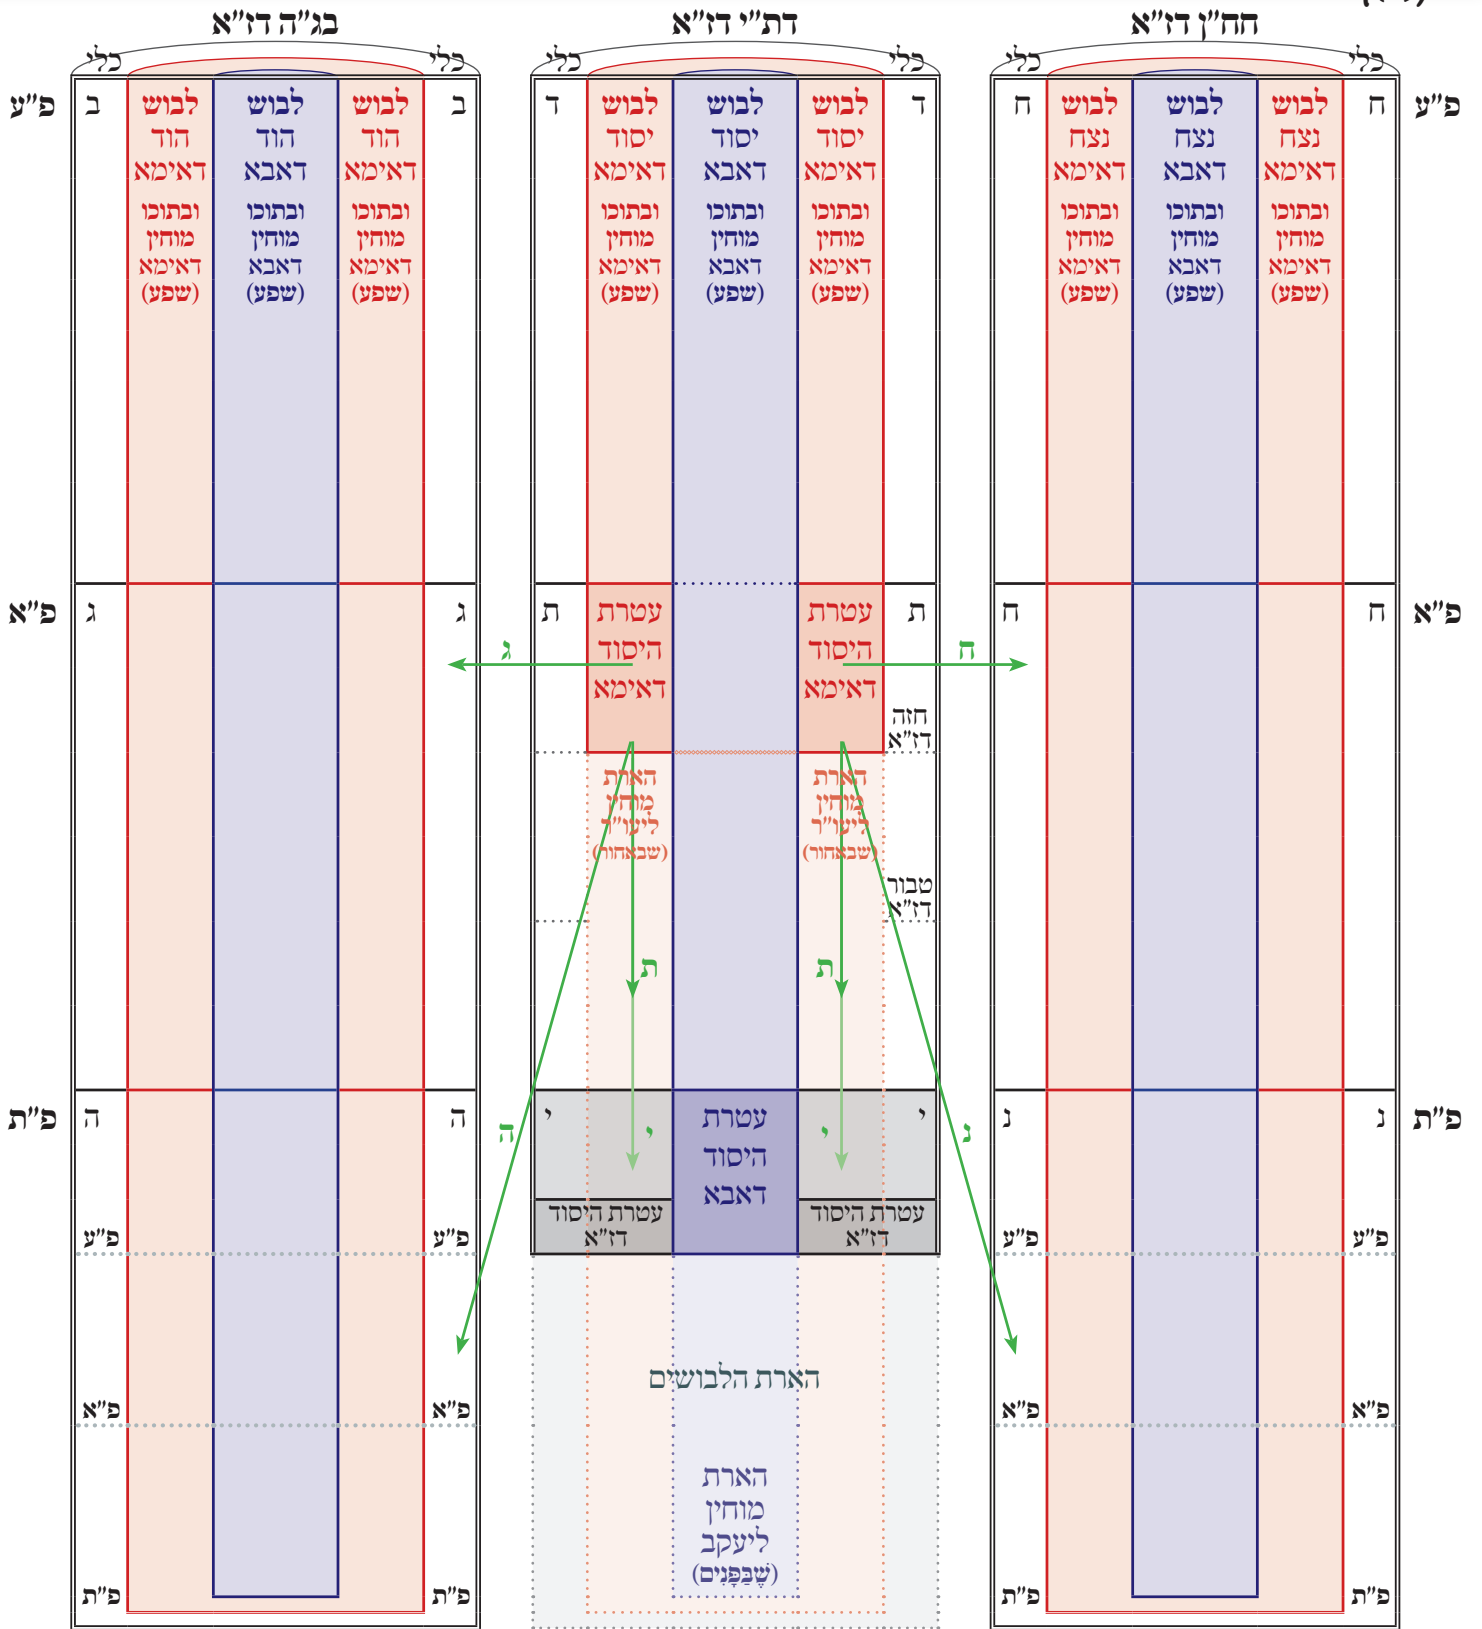 חח״ן דז״א
דת״י דז״א
בג״ה דז״א
כלי
כלי
כלי
כלי
כלי
כלי
פ״ע
ח
לבוש
נצח
דאימא
ובתוכו
מוחין
דאימא
(שפע)
לבוש
נצח
דאבא
ובתוכו
מוחין
דאבא
(שפע)
לבוש
נצח
דאימא
ובתוכו
מוחין
דאימא
(שפע)
ח
ד
לבוש
יסוד
דאימא
ובתוכו
מוחין
דאימא
(שפע)
לבוש
יסוד
דאבא
ובתוכו
מוחין
דאבא
(שפע)
לבוש
יסוד
דאימא
ובתוכו
מוחין
דאימא
(שפע)
ד
ב
לבוש
הוד
דאימא
ובתוכו
מוחין
דאימא
(שפע)
לבוש
הוד
דאבא
ובתוכו
מוחין
דאבא
(שפע)
לבוש
הוד
דאימא
ובתוכו
מוחין
דאימא
(שפע)
ב
פ״ע
פ״א
ח
ח
ח
ת
עטרת
היסוד
דאימא
עטרת
היסוד
דאימא
ת
ג
ג
ג
פ״א
חזה
דז״א
הארת
מוחין
ליעו״ר
(שבאחור)
הארת
מוחין
ליעו״ר
(שבאחור)
טבור
דז״א
ת
ת
פ״ת
נ
נ
נ
י
י
עטרת
היסוד
דאבא
י
י
ה
ה
ה
פ״ת
עטרת היסוד
דז״א
עטרת היסוד
דז״א
פ״ע
פ״ע
פ״ע
פ״ע
הארת הלבושים
פ״א
פ״א
פ״א
פ״א
הארת
מוחין
ליעקב
(שֶׁבַּפָּנִים)
פ״ת
פ״ת
פ״ת
פ״ת